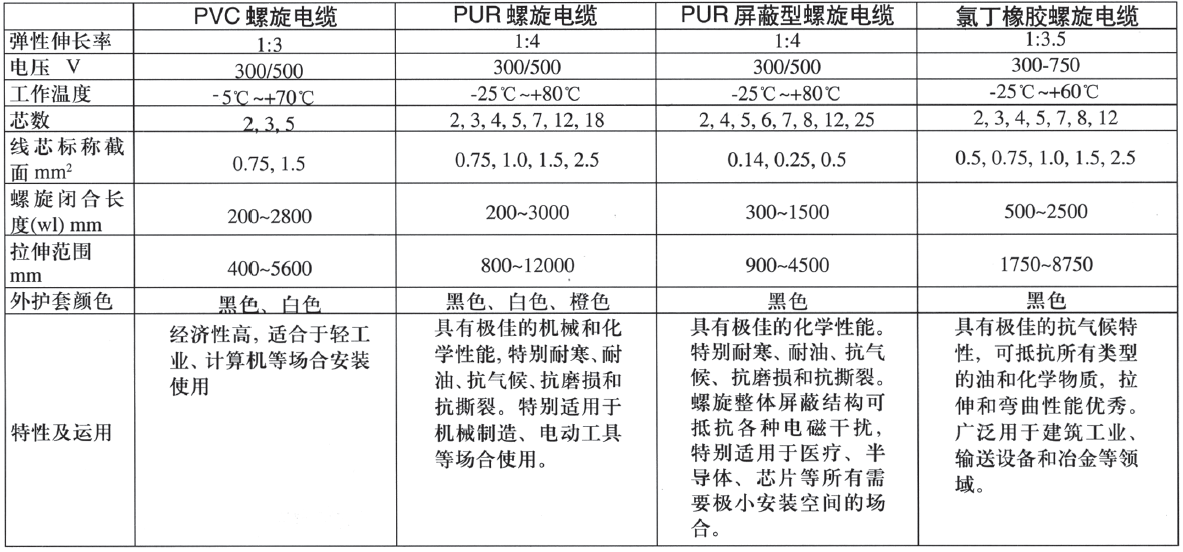 PVC 螺旋电缆 PUR 螺旋电缆 PUR 屏蔽型螺旋电缆 氯丁橡胶螺旋电缆
弹性伸长率 1:3 1:4 1:4 1:3.5
电压 V 300/500 300/500 300/500 300-750
工作温度 -5℃~+70℃ -25℃~+80℃ -25℃~+80℃ -25℃~+60℃
芯数 2, 3, 5 2, 3, 4, 5, 7, 12, 18 2, 4, 5, 6, 7, 8, 12, 25 2, 3, 4, 5, 7, 8, 12
线芯标称截
面 mm² 0.75, 1.5 0.75, 1.0, 1.5, 2.5 0.14, 0.25, 0.5 0.5, 0.75, 1.0, 1.5, 2.5
螺旋闭合长
度(wl) mm 200~2800 200~3000 300~1500 500~2500
拉伸范围
mm 400~5600 800~12000 900~4500 1750~8750
外护套颜色 黑色、白色 黑色、白色、橙色 黑色 黑色
特性及运用
经济性高, 适合于轻工
业、计算机等场合安装
使用
具有极佳的机械和化
学性能, 特别耐寒、耐
油、抗气候、抗磨损和
抗撕裂。特别适用于
机械制造、电动工具
等场合使用。
具有极佳的化学性能。
特别耐寒、耐油、抗气
候、抗磨损和抗撕裂。
螺旋整体屏蔽结构可
抵抗各种电磁干扰,
特别适用于医疗、半
导体、芯片等所有需
要极小安装空间的场
合。
具有极佳的抗气候特
性, 可抵抗所有类型
的油和化学物质, 拉
伸和弯曲性能优秀。
广泛用于建筑工业、
输送设备和冶金等领
域。